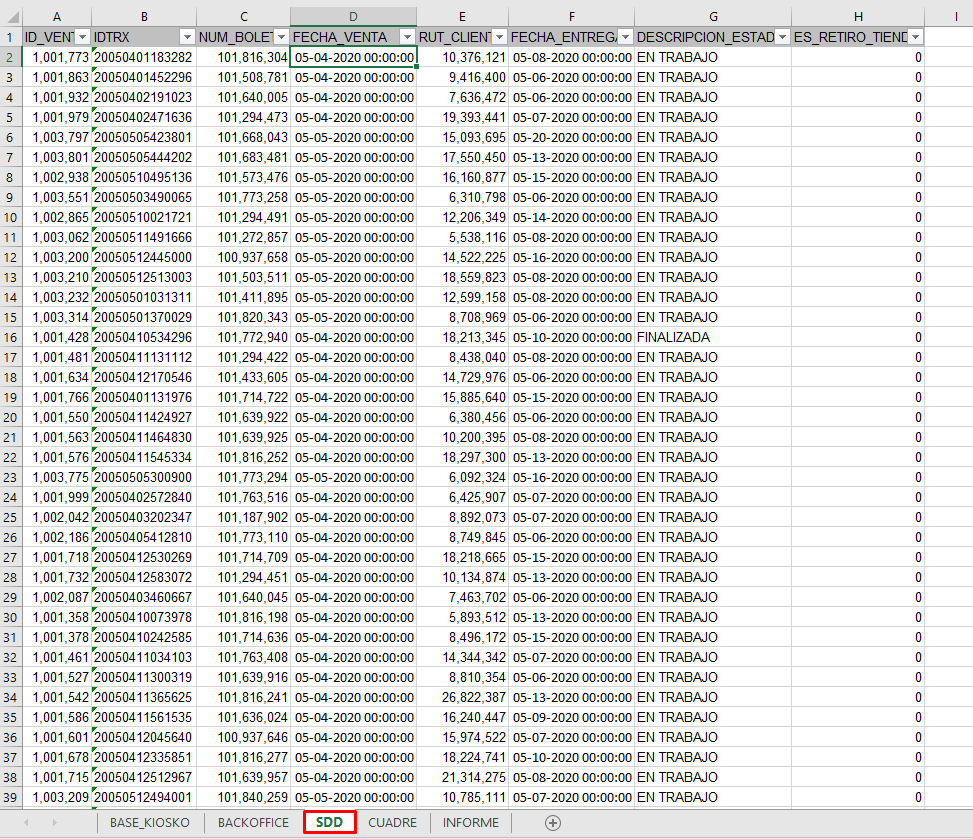 A B C D E F G H I
1 ID_VENT IDTRX NUM_BOLET FECHA_VENTA RUT_CLIENT FECHA_ENTREGA DESCRIPCION_ESTAD ES_RETIRO_TIEND
2 1,001,773 20050401183282 101,816,304 05-04-2020 00:00:00 10,376,121 05-08-2020 00:00:00 EN TRABAJO 0
3 1,001,863 20050401452296 101,508,781 05-04-2020 00:00:00 9,416,400 05-06-2020 00:00:00 EN TRABAJO 0
4 1,001,932 20050402191023 101,640,005 05-04-2020 00:00:00 7,636,472 05-06-2020 00:00:00 EN TRABAJO 0
5 1,001,979 20050402471636 101,294,473 05-04-2020 00:00:00 19,393,441 05-07-2020 00:00:00 EN TRABAJO 0
6 1,003,797 20050505423801 101,668,043 05-05-2020 00:00:00 15,093,695 05-20-2020 00:00:00 EN TRABAJO 0
7 1,003,801 20050505444202 101,683,481 05-05-2020 00:00:00 17,550,450 05-13-2020 00:00:00 EN TRABAJO 0
8 1,002,938 20050510495136 101,573,476 05-05-2020 00:00:00 16,160,877 05-15-2020 00:00:00 EN TRABAJO 0
9 1,003,551 20050503490065 101,773,258 05-05-2020 00:00:00 6,310,798 05-06-2020 00:00:00 EN TRABAJO 0
10 1,002,865 20050510021721 101,294,491 05-05-2020 00:00:00 12,206,349 05-14-2020 00:00:00 EN TRABAJO 0
11 1,003,062 20050511491666 101,272,857 05-05-2020 00:00:00 5,538,116 05-08-2020 00:00:00 EN TRABAJO 0
12 1,003,200 20050512445000 100,937,658 05-05-2020 00:00:00 14,522,225 05-16-2020 00:00:00 EN TRABAJO 0
13 1,003,210 20050512513003 101,503,511 05-05-2020 00:00:00 18,559,823 05-08-2020 00:00:00 EN TRABAJO 0
14 1,003,232 20050501031311 101,411,895 05-05-2020 00:00:00 12,599,158 05-08-2020 00:00:00 EN TRABAJO 0
15 1,003,314 20050501370029 101,820,343 05-05-2020 00:00:00 8,708,969 05-06-2020 00:00:00 EN TRABAJO 0
16 1,001,428 20050410534296 101,772,940 05-04-2020 00:00:00 18,213,345 05-10-2020 00:00:00 FINALIZADA 0
17 1,001,481 20050411131112 101,294,422 05-04-2020 00:00:00 8,438,040 05-08-2020 00:00:00 EN TRABAJO 0
18 1,001,634 20050412170546 101,433,605 05-04-2020 00:00:00 14,729,976 05-06-2020 00:00:00 EN TRABAJO 0
19 1,001,766 20050401131976 101,714,722 05-04-2020 00:00:00 15,885,640 05-15-2020 00:00:00 EN TRABAJO 0
20 1,001,550 20050411424927 101,639,922 05-04-2020 00:00:00 6,380,456 05-06-2020 00:00:00 EN TRABAJO 0
21 1,001,563 20050411464830 101,639,925 05-04-2020 00:00:00 10,200,395 05-08-2020 00:00:00 EN TRABAJO 0
22 1,001,576 20050411545334 101,816,252 05-04-2020 00:00:00 18,297,300 05-13-2020 00:00:00 EN TRABAJO 0
23 1,003,775 20050505300900 101,773,294 05-05-2020 00:00:00 6,092,324 05-16-2020 00:00:00 EN TRABAJO 0
24 1,001,999 20050402572840 101,763,516 05-04-2020 00:00:00 6,425,907 05-07-2020 00:00:00 EN TRABAJO 0
25 1,002,042 20050403202347 101,187,902 05-04-2020 00:00:00 8,892,073 05-07-2020 00:00:00 EN TRABAJO 0
26 1,002,186 20050405412810 101,773,110 05-04-2020 00:00:00 8,749,845 05-06-2020 00:00:00 EN TRABAJO 0
27 1,001,718 20050412530269 101,714,709 05-04-2020 00:00:00 18,218,665 05-15-2020 00:00:00 EN TRABAJO 0
28 1,001,732 20050412583072 101,294,451 05-04-2020 00:00:00 10,134,874 05-13-2020 00:00:00 EN TRABAJO 0
29 1,002,087 20050403460667 101,640,045 05-04-2020 00:00:00 7,463,702 05-06-2020 00:00:00 EN TRABAJO 0
30 1,001,358 20050410073978 101,816,198 05-04-2020 00:00:00 5,893,512 05-13-2020 00:00:00 EN TRABAJO 0
31 1,001,378 20050410242585 101,714,636 05-04-2020 00:00:00 8,496,172 05-15-2020 00:00:00 EN TRABAJO 0
32 1,001,461 20050411034103 101,763,408 05-04-2020 00:00:00 14,344,342 05-07-2020 00:00:00 EN TRABAJO 0
33 1,001,527 20050411300319 101,639,916 05-04-2020 00:00:00 8,810,354 05-06-2020 00:00:00 EN TRABAJO 0
34 1,001,542 20050411365625 101,816,241 05-04-2020 00:00:00 26,822,387 05-13-2020 00:00:00 EN TRABAJO 0
35 1,001,586 20050411561535 101,636,024 05-04-2020 00:00:00 16,240,447 05-09-2020 00:00:00 EN TRABAJO 0
36 1,001,601 20050412045640 100,937,646 05-04-2020 00:00:00 15,974,522 05-07-2020 00:00:00 EN TRABAJO 0
37 1,001,678 20050412335851 101,816,277 05-04-2020 00:00:00 18,224,741 05-10-2020 00:00:00 EN TRABAJO 0
38 1,001,715 20050412512967 101,639,957 05-04-2020 00:00:00 21,314,275 05-08-2020 00:00:00 EN TRABAJO 0
39 1,003,209 20050512494001 101,840,259 05-05-2020 00:00:00 10,785,111 05-07-2020 00:00:00 EN TRABAJO 0
BASE_KIOSKO BACKOFFICE SDD CUADRE INFORME